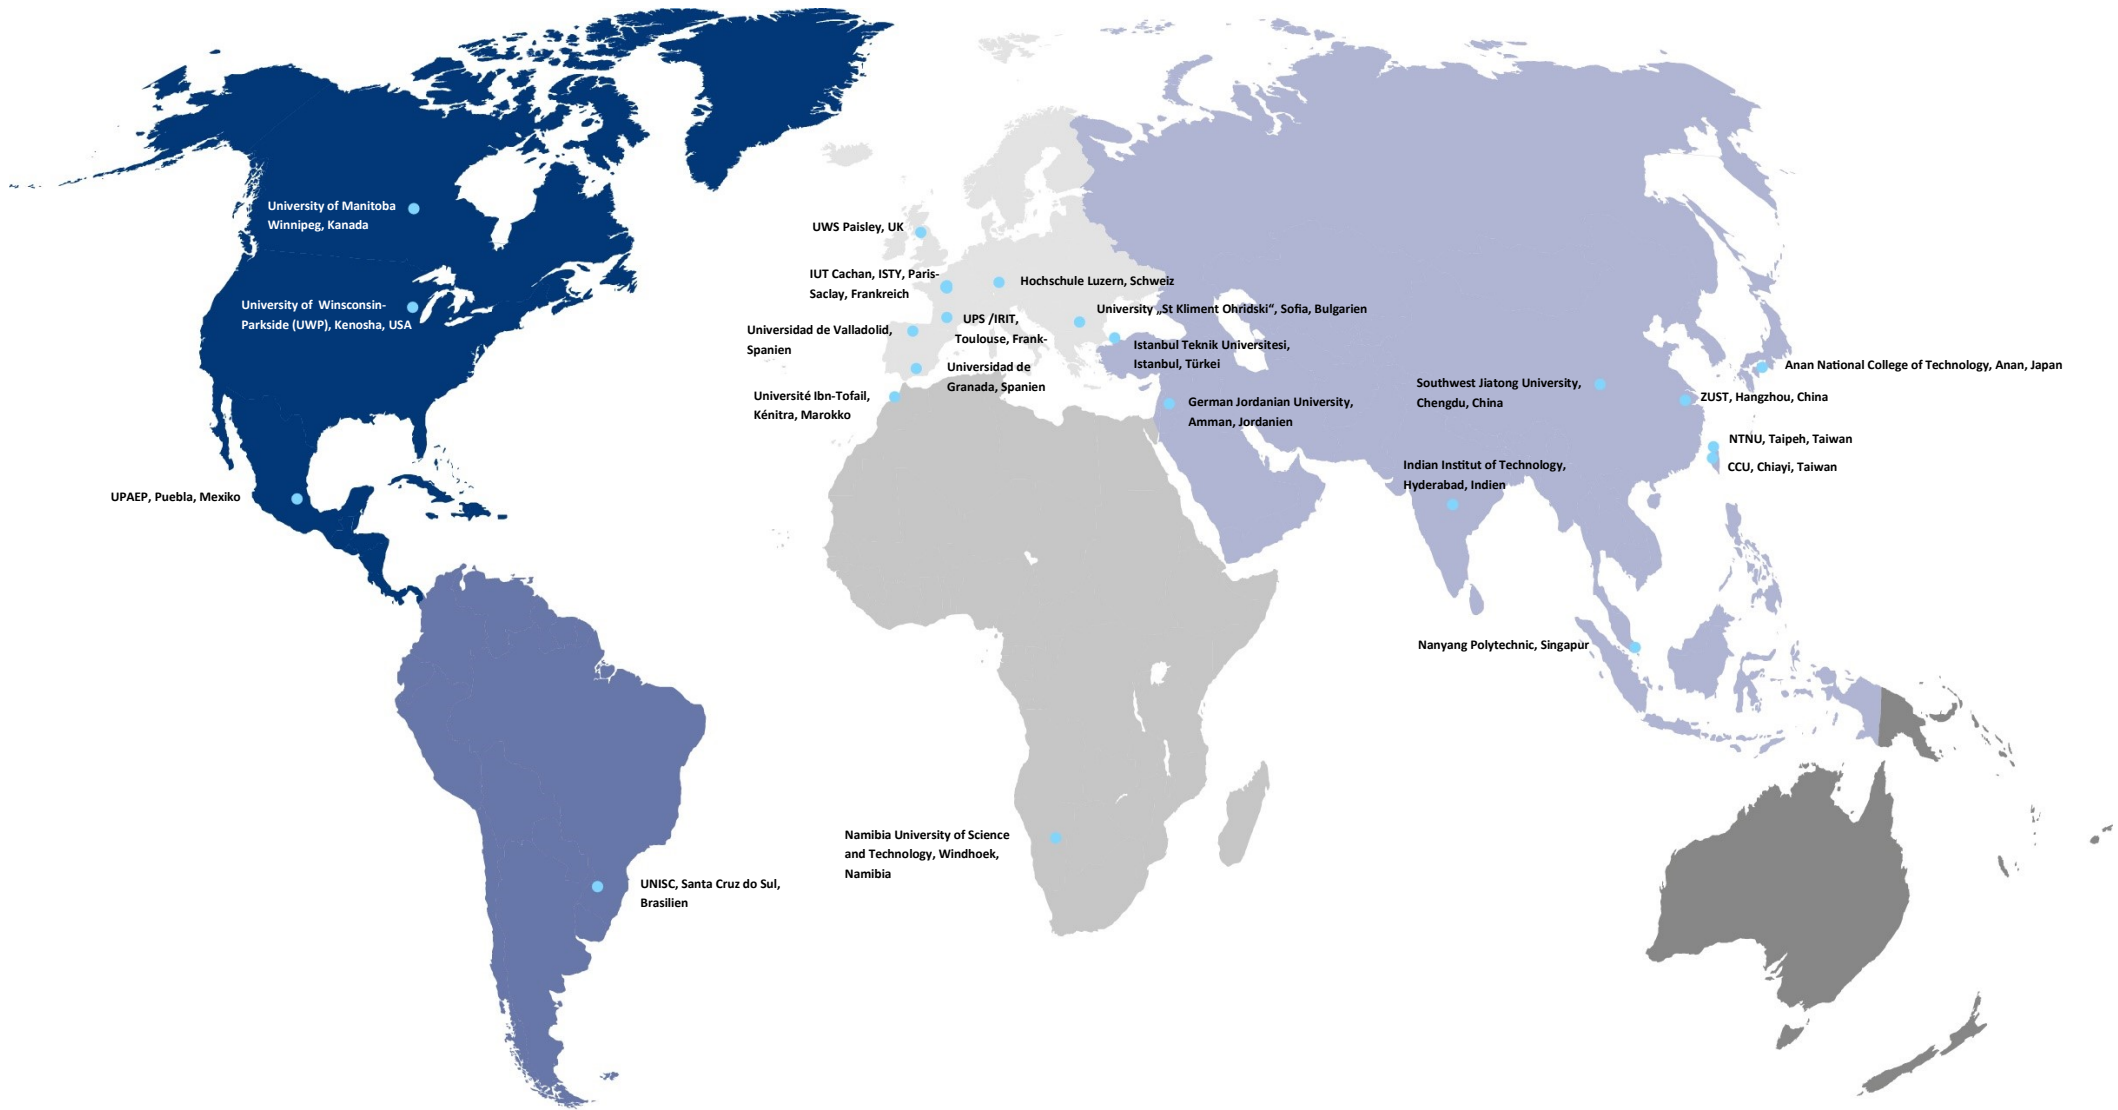 University of Manitoba
Winnipeg, Kanada
University of Winsconsin-
Parkside (UWP), Kenosha, USA
UPAEP, Puebla, Mexiko
UNISC, Santa Cruz do Sul,
Brasilien
UWS Paisley, UK
IUT Cachan, ISTY, Paris-
Saclay, Frankreich
Hochschule Luzern, Schweiz
University „St Kliment Ohridski“, Sofia, Bulgarien
UPS /IRIT,
Toulouse, Frank-
Universidad de Valladolid,
Spanien
Istanbul Teknik Universitesi,
Istanbul, Türkei
Universidad de
Granada, Spanien
Université Ibn-Tofail,
Kénitra, Marokko
German Jordanian University,
Amman, Jordanien
Namibia University of Science
and Technology, Windhoek,
Namibia
Southwest Jiatong University,
Chengdu, China
Anan National College of Technology, Anan, Japan
ZUST, Hangzhou, China
NTNU, Taipeh, Taiwan
CCU, Chiayi, Taiwan
Indian Institut of Technology,
Hyderabad, Indien
Nanyang Polytechnic, Singapur